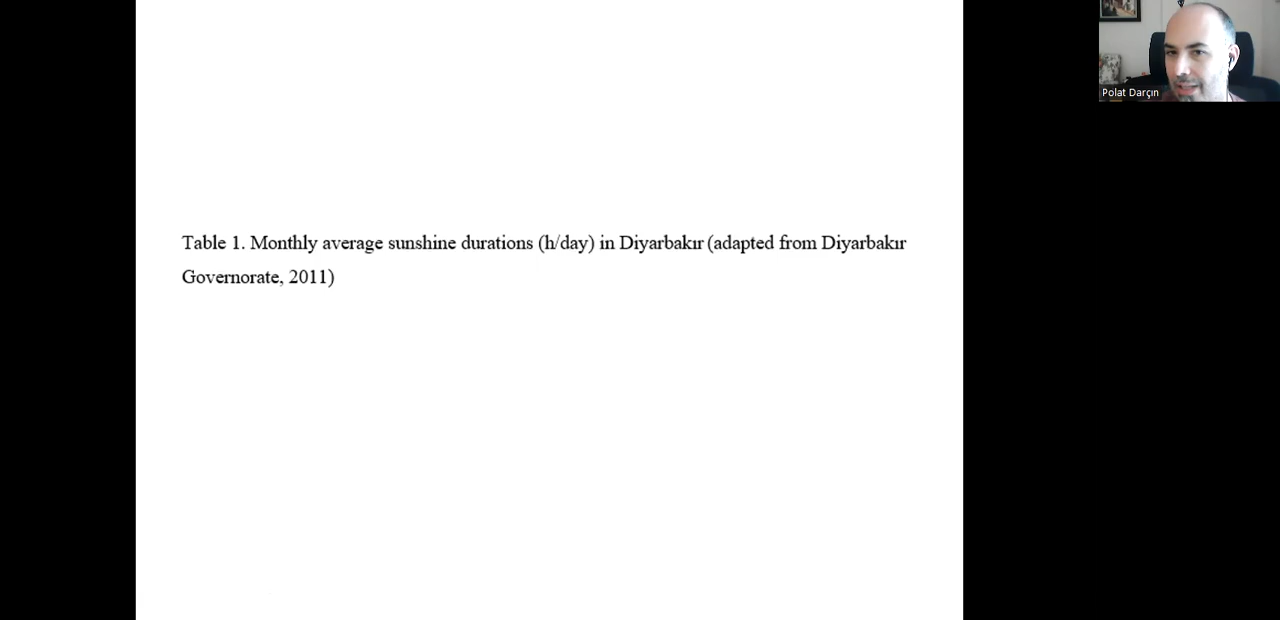 Table 1. Monthly average sunshine durations (h/day) in Diyarbakır (adapted from Diyarbakır
Governorate, 2011)
Polat Darçın